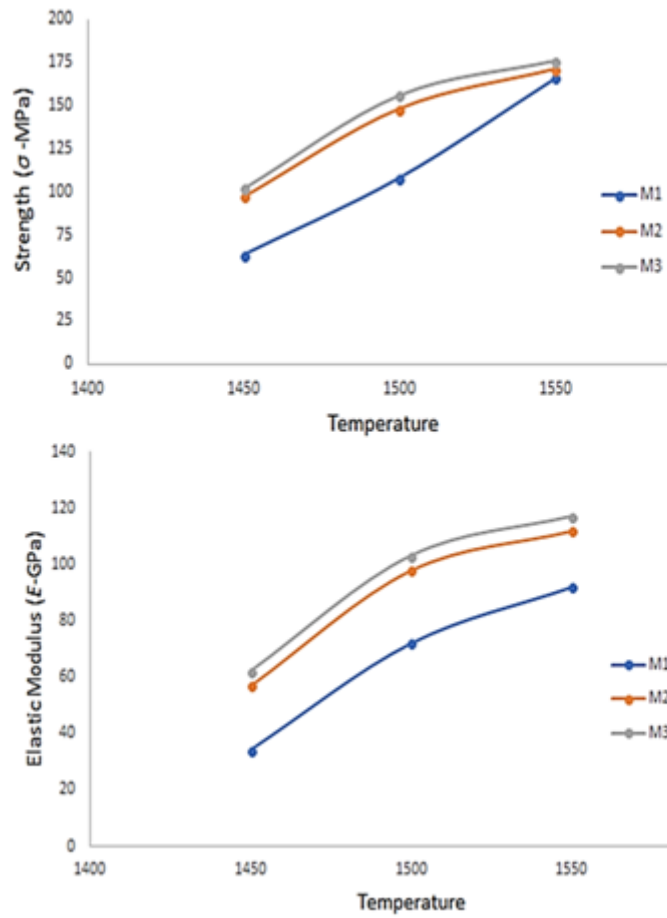 200
175
150
125
100
75
50
25
0
Strength (σ -MPa)
1400 1450 1500 1550
Temperature
M1
M2
M3
140
120
100
80
60
40
20
0
Elastic Modulus (E-GPa)
1400 1450 1500 1550
Temperature
M1
M2
M3